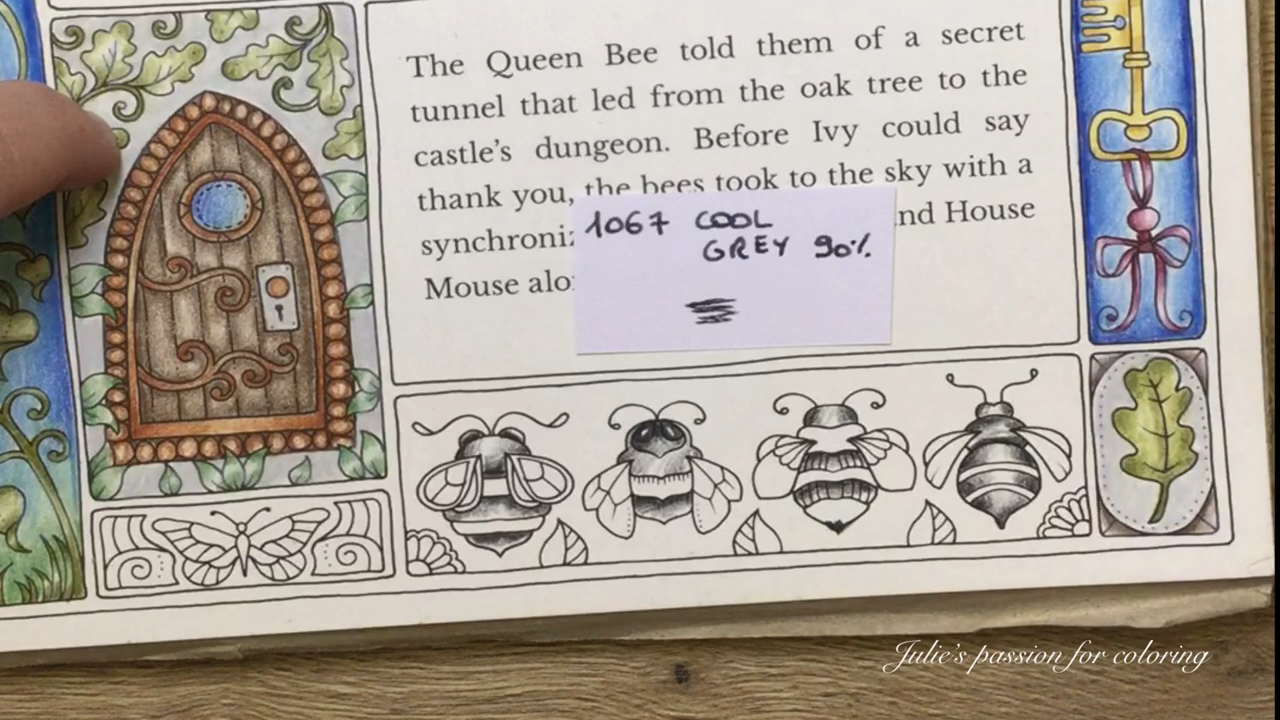 The Queen Bee told them of a secret
tunnel that led from the oak tree to the
castle's dungeon. Before Ivy could say
thank you, the bees took to the sky with a
synchroniz nd House
Mouse alo
1067 COOL
GREY 90%
Julie's passion for coloring